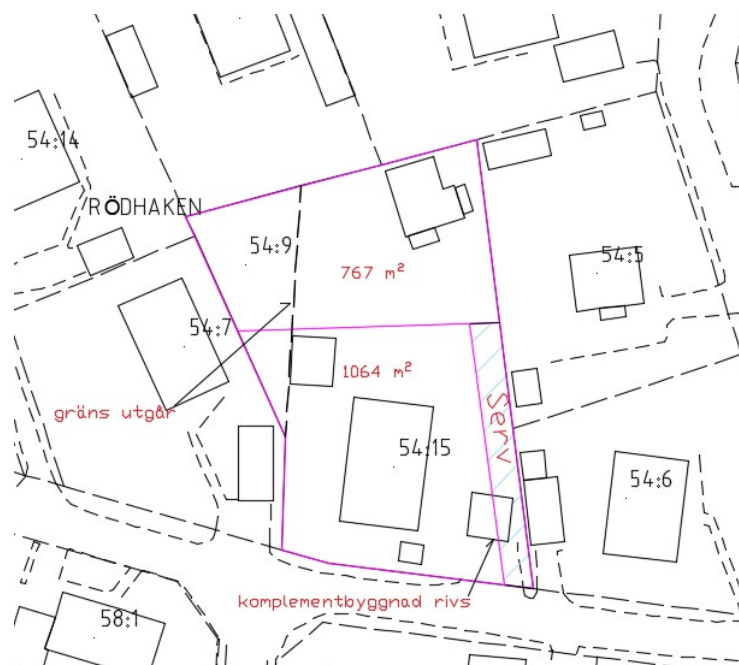 54:14
RÖDHAKEN
54:9
54:5
767 m²
54:7
1064 m²
gräns utgår
Serv
54:15
54:6
komplementbyggnad rivs
58:1